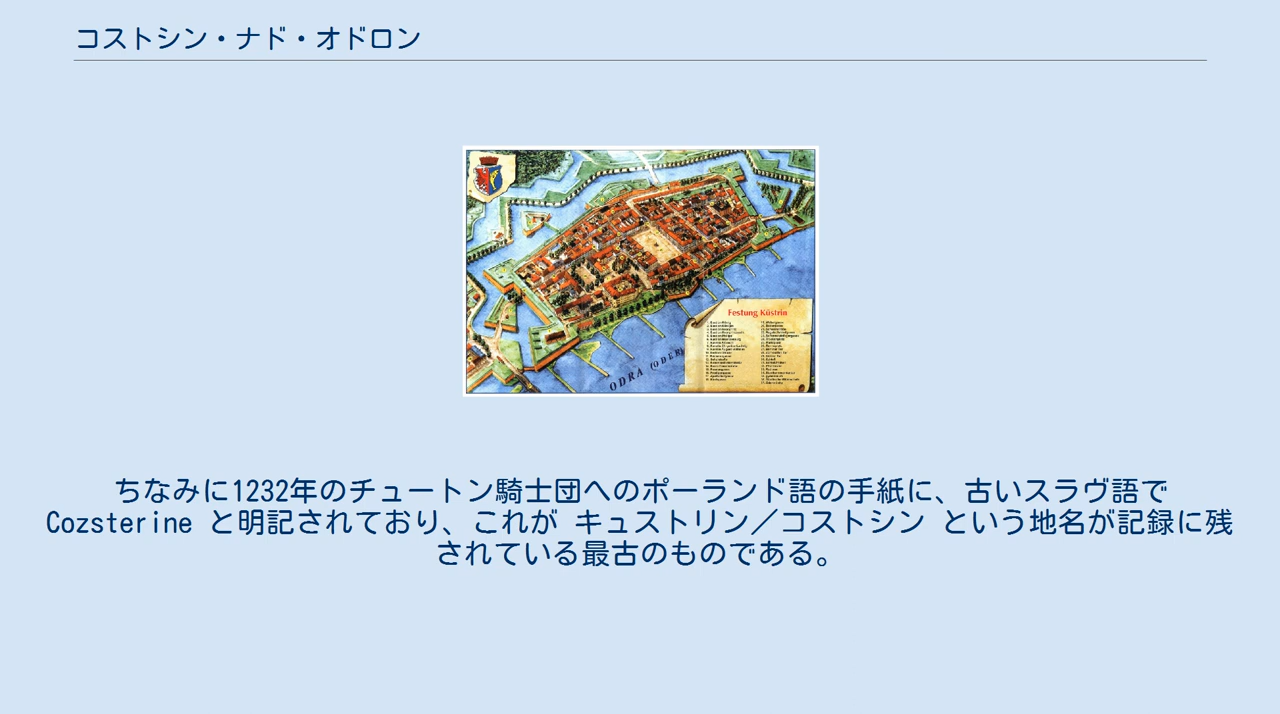 コストシン・ナド・オドロン
Festung Küstrin
ODRA (ODER)
ちなみに1232年のチュートン騎士団へのポーランド語の手紙に、古いスラヴ語で
Cozsterine と明記されており、これが キュストリン／コストシン という地名が記録に残
されている最古のものである。